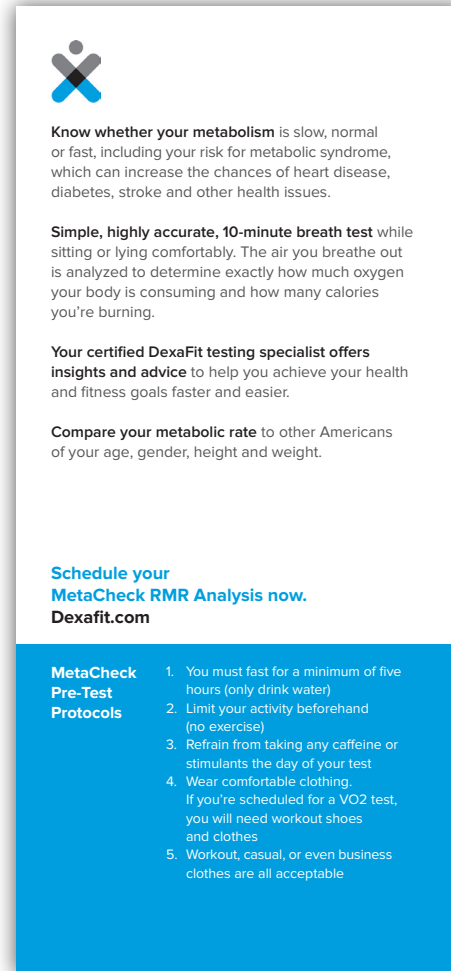 Know whether your metabolism is slow, normal
or fast, including your risk for metabolic syndrome,
which can increase the chances of heart disease,
diabetes, stroke and other health issues.
Simple, highly accurate, 10-minute breath test while
sitting or lying comfortably. The air you breathe out
is analyzed to determine exactly how much oxygen
your body is consuming and how many calories
you’re burning.
Your certified DexaFit testing specialist offers
insights and advice to help you achieve your health
and fitness goals faster and easier.
Compare your metabolic rate to other Americans
of your age, gender, height and weight.
Schedule your
MetaCheck RMR Analysis now.
Dexafit.com
MetaCheck
Pre-Test
Protocols
1. You must fast for a minimum of five
hours (only drink water)
2. Limit your activity beforehand
(no exercise)
3. Refrain from taking any caffeine or
stimulants the day of your test
4. Wear comfortable clothing.
If you’re scheduled for a VO2 test,
you will need workout shoes
and clothes
5. Workout, casual, or even business
clothes are all acceptable